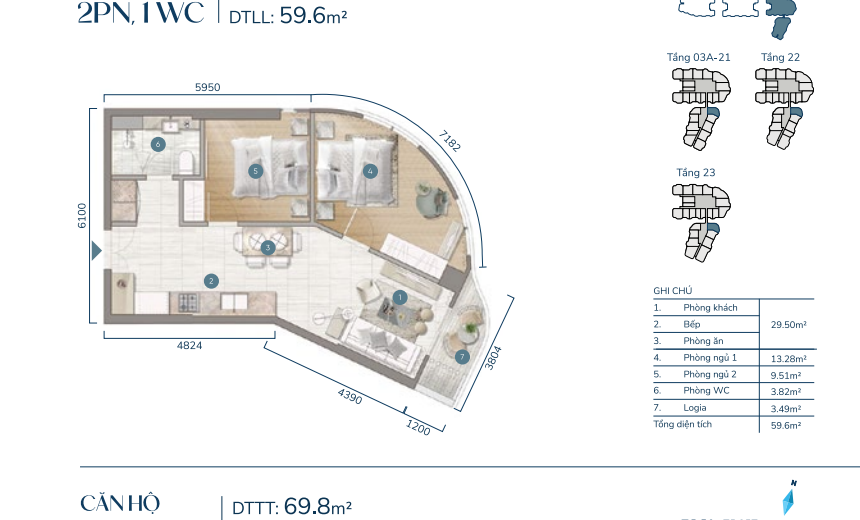 2PN, 1 WC | DTLL: 59.6m²
Tầng 03A-21
Tầng 22
5950
7182
6
5
4
6100
3
2
1
7
Tầng 23
4824
4390
1200
3804
GHI CHÚ
1. Phòng khách
2. Bếp 29.50m²
3. Phòng ăn
4. Phòng ngủ 1 13.28m²
5. Phòng ngủ 2 9.51m²
6. Phòng WC 3.82m²
7. Logia 3.49m²
Tổng diện tích 59.6m²
CĂN HỘ | DTTT: 69.8m²
N